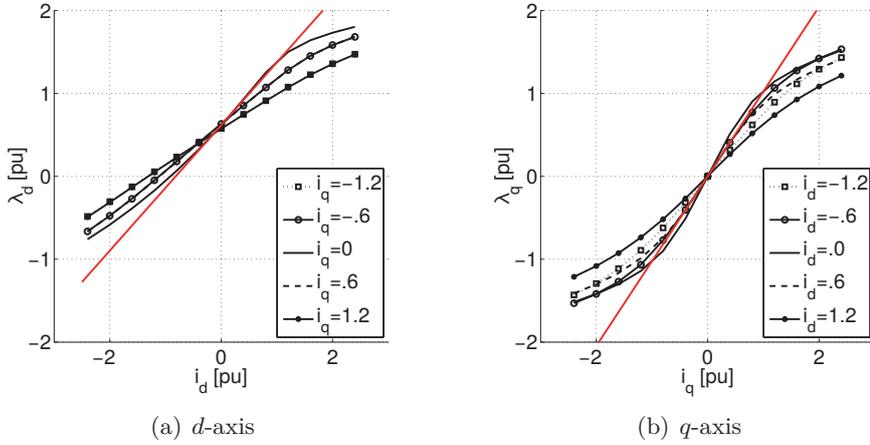 2
1
0
−1
−2
λd [pu]
−2
0
2
id [pu]
iq=−1.2
iq=−.6
iq=0
iq=.6
iq=1.2
(a) d-axis
2
1
0
−1
−2
λq [pu]
−2
0
2
iq [pu]
id=−1.2
id=−.6
id=.0
id=.6
id=1.2
(b) q-axis